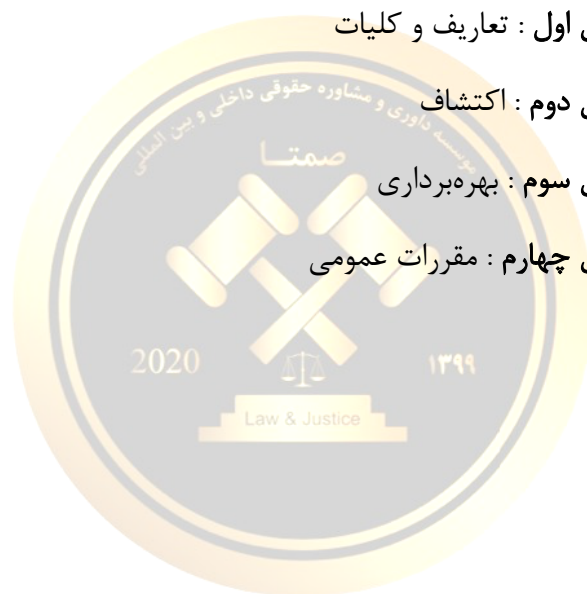 اول : تعاریف و کلیات
دوم : اکتشاف
سوم : بهره‌برداری
چهارم : مقررات عمومی
موسسه داوری و مشاوره حقوقی داخلی و بین المللی
صمتا
2020
۱۳۹۹
Law & Justice